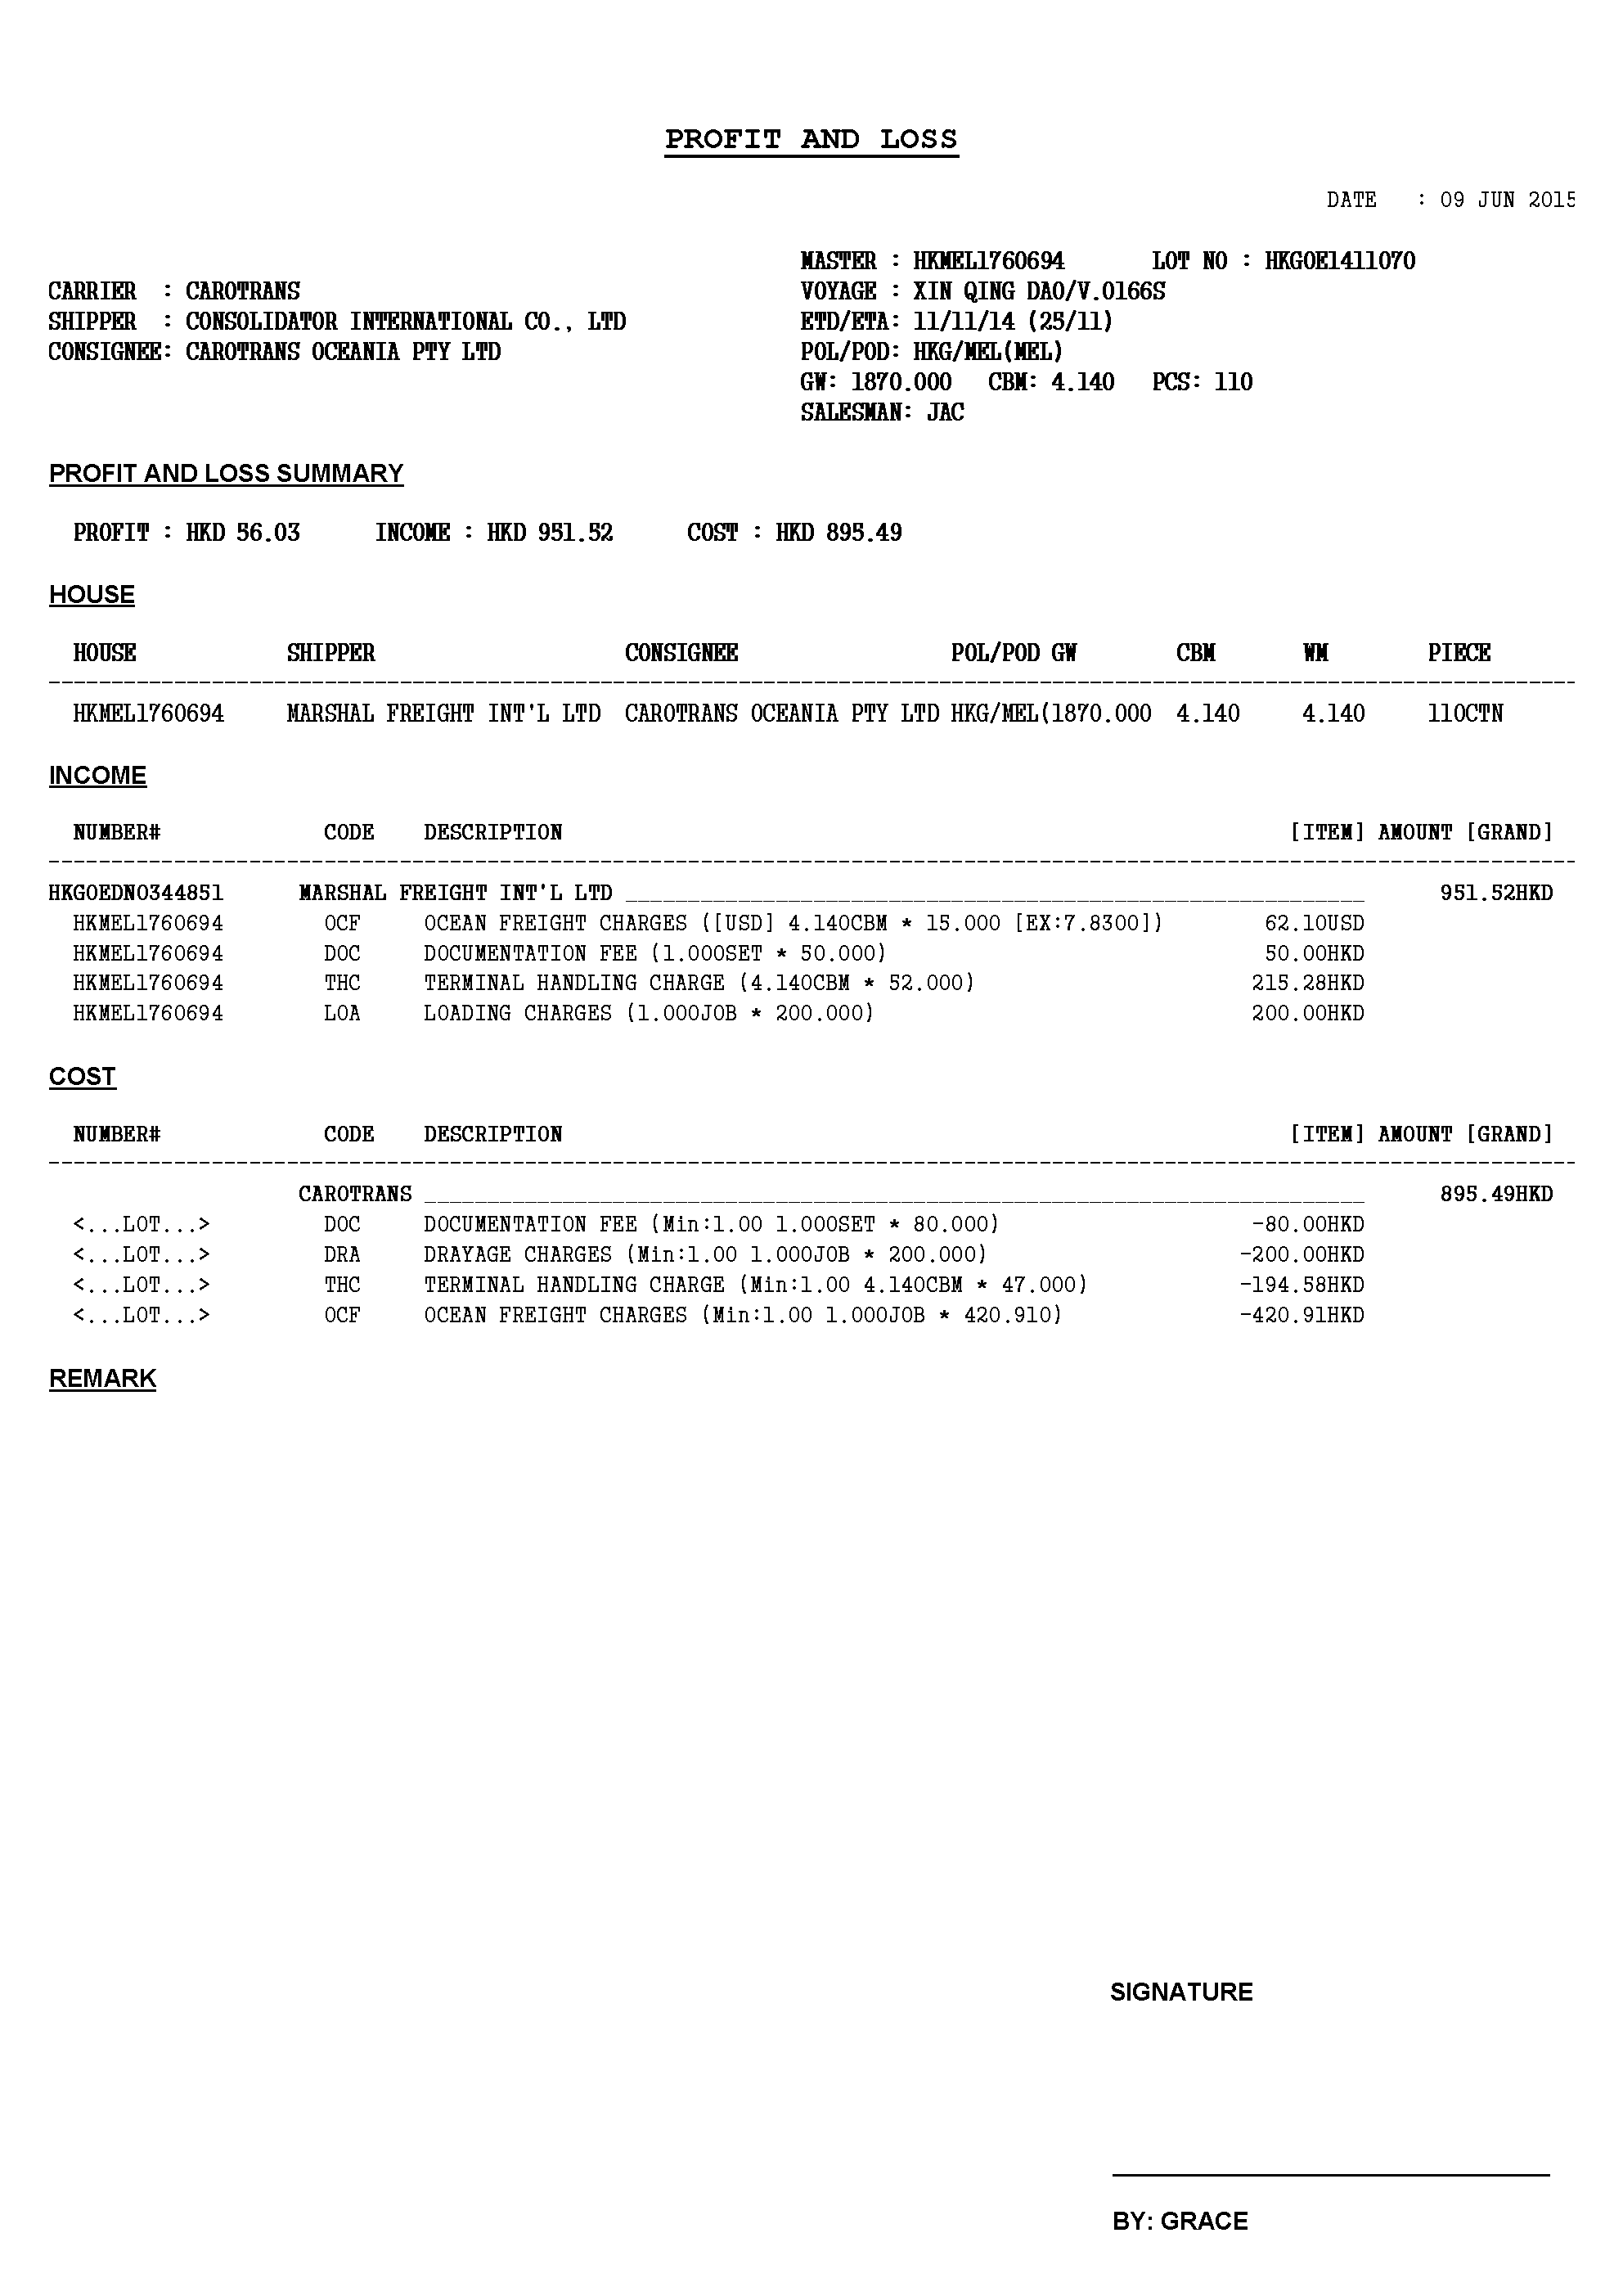 PROFIT AND LOSS
DATE : 09 JUN 2015
MASTER : HKMEL1760694 LOT NO : HKGOE1411070
CARRIER : CAROTRANS VOYAGE : XIN QING DAO/V.0166S
SHIPPER : CONSOLIDATOR INTERNATIONAL CO., LTD ETD/ETA: 11/11/14 (25/11)
CONSIGNEE: CAROTRANS OCEANIA PTY LTD POL/POD: HKG/MEL(MEL)
GW: 1870.000 CBM: 4.140 PCS: 110
SALESMAN: JAC
PROFIT AND LOSS SUMMARY
PROFIT : HKD 56.03 INCOME : HKD 951.52 COST : HKD 895.49
HOUSE
HOUSE SHIPPER CONSIGNEE POL/POD GW CBM WM PIECE
HKMEL1760694 MARSHAL FREIGHT INT'L LTD CAROTRANS OCEANIA PTY LTD HKG/MEL(1870.000 4.140 4.140 110CTN
INCOME
NUMBER# CODE DESCRIPTION [ITEM] AMOUNT [GRAND]
HKGOEDN0344851 MARSHAL FREIGHT INT'L LTD 951.52HKD
HKMEL1760694 OCF OCEAN FREIGHT CHARGES ([USD] 4.140CBM * 15.000 [EX:7.8300]) 62.10USD
HKMEL1760694 DOC DOCUMENTATION FEE (1.000SET * 50.000) 50.00HKD
HKMEL1760694 THC TERMINAL HANDLING CHARGE (4.140CBM * 52.000) 215.28HKD
HKMEL1760694 LOA LOADING CHARGES (1.000JOB * 200.000) 200.00HKD
COST
NUMBER# CODE DESCRIPTION [ITEM] AMOUNT [GRAND]
CAROTRANS 895.49HKD
<...LOT...> DOC DOCUMENTATION FEE (Min:1.00 1.000SET * 80.000) -80.00HKD
<...LOT...> DRA DRAYAGE CHARGES (Min:1.00 1.000JOB * 200.000) -200.00HKD
<...LOT...> THC TERMINAL HANDLING CHARGE (Min:1.00 4.140CBM * 47.000) -194.58HKD
<...LOT...> OCF OCEAN FREIGHT CHARGES (Min:1.00 1.000JOB * 420.910) -420.91HKD
REMARK
SIGNATURE
BY: GRACE